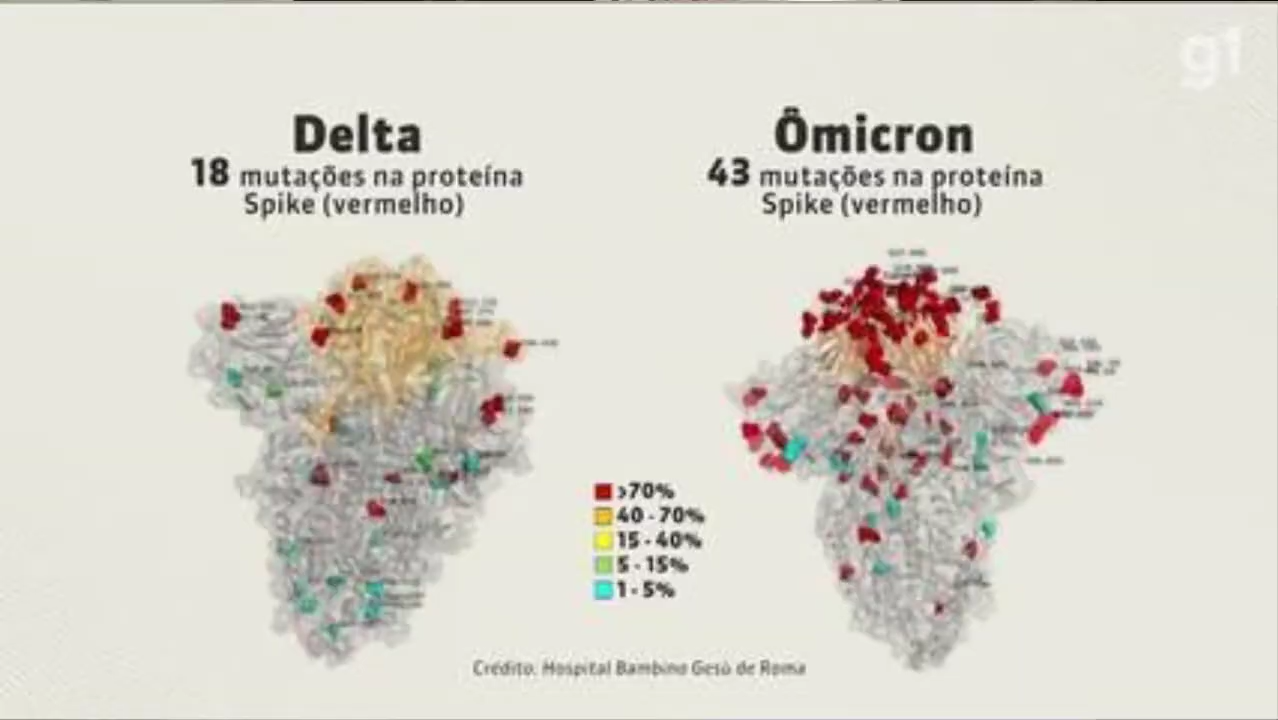 g1
Delta
18 mutações na proteína
Spike (vermelho)
Ômicron
43 mutações na proteína
Spike (vermelho)
>70%
40 - 70%
15 - 40%
5 - 15%
1 - 5%
Crédito: Hospital Bambino Gesù de Roma